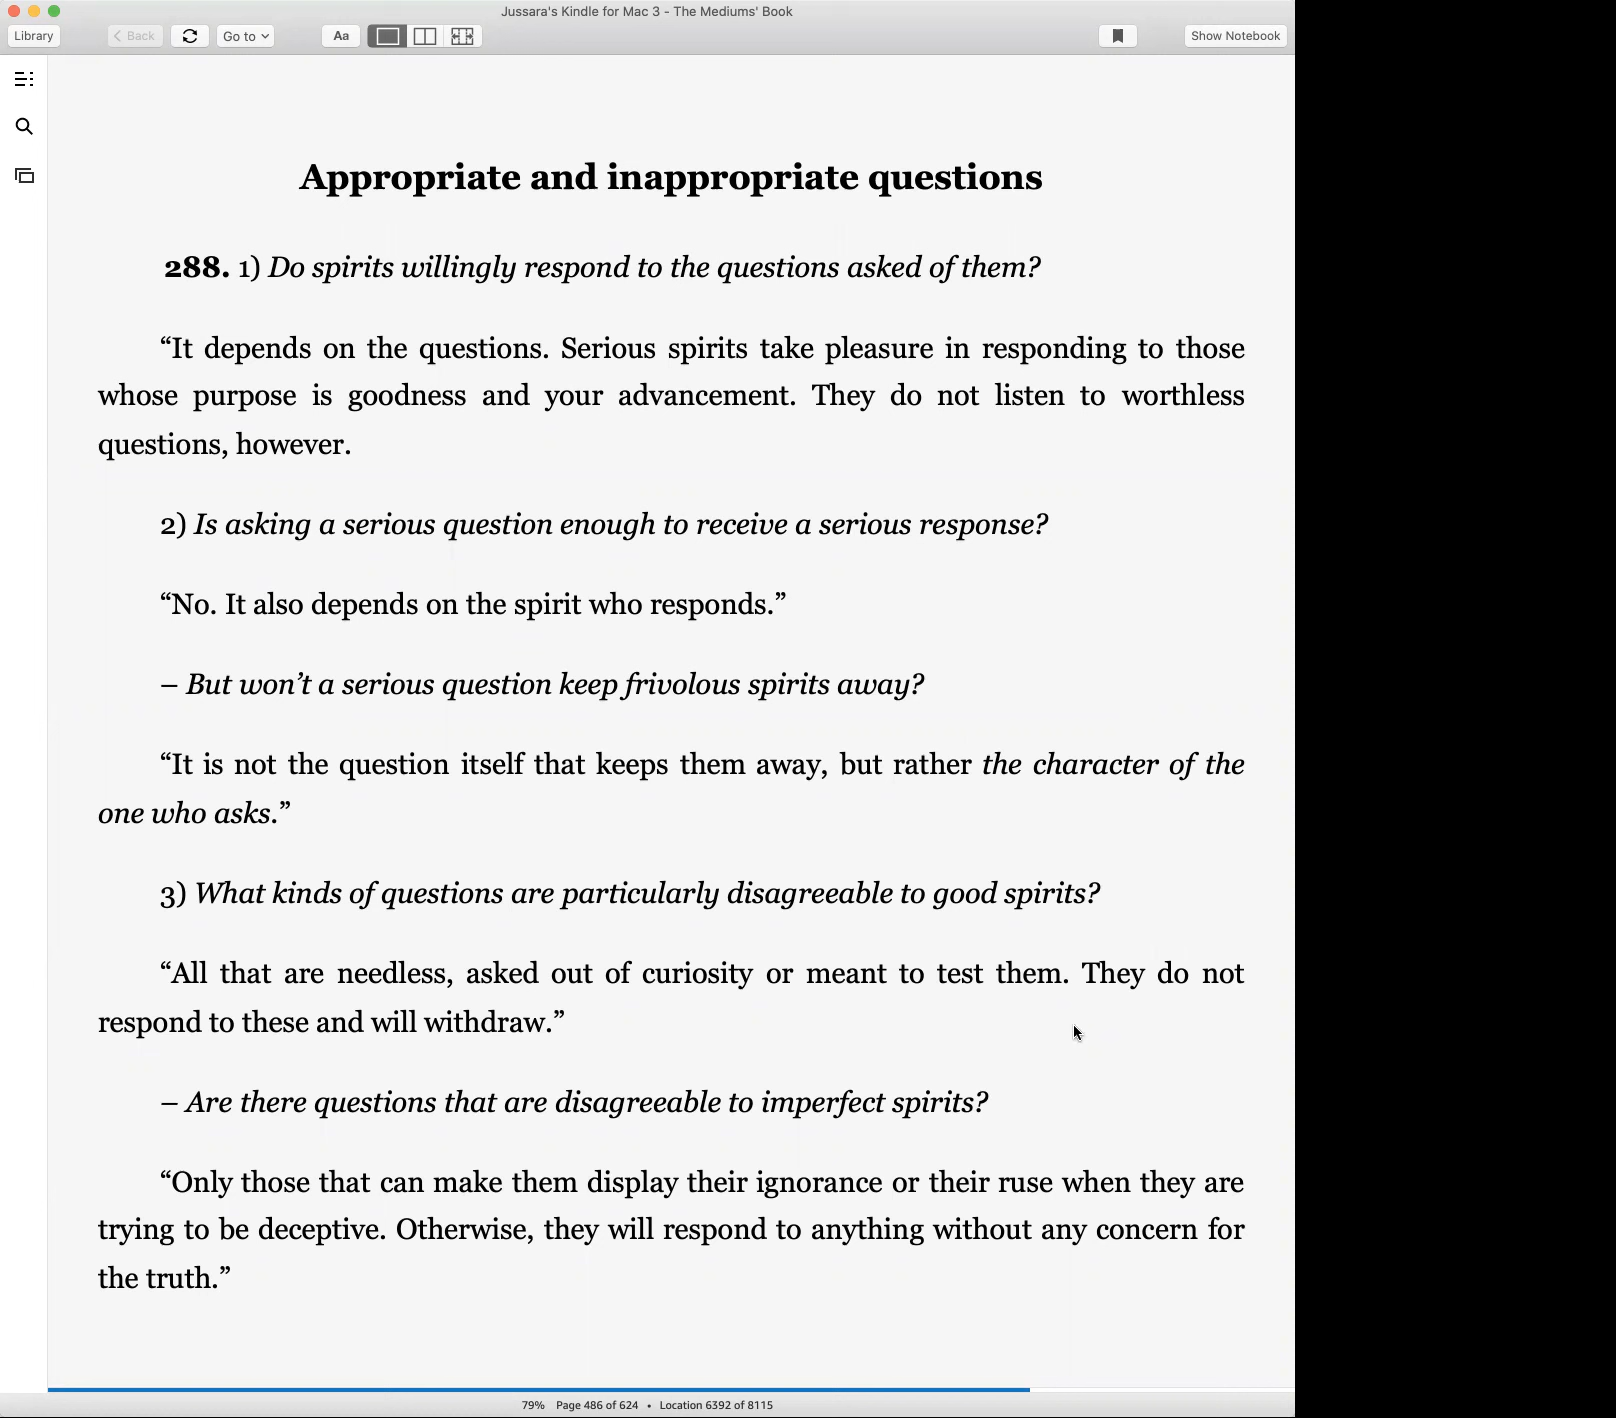 Jussara's Kindle for Mac 3 - The Mediums' Book
Library
Back
Go to
Aa
Show Notebook
Appropriate and inappropriate questions
288. 1) Do spirits willingly respond to the questions asked of them?
“It depends on the questions. Serious spirits take pleasure in responding to those
whose purpose is goodness and your advancement. They do not listen to worthless
questions, however.
2) Is asking a serious question enough to receive a serious response?
“No. It also depends on the spirit who responds.”
– But won’t a serious question keep frivolous spirits away?
“It is not the question itself that keeps them away, but rather the character of the
one who asks.”
3) What kinds of questions are particularly disagreeable to good spirits?
“All that are needless, asked out of curiosity or meant to test them. They do not
respond to these and will withdraw.”
– Are there questions that are disagreeable to imperfect spirits?
“Only those that can make them display their ignorance or their ruse when they are
trying to be deceptive. Otherwise, they will respond to anything without any concern for
the truth.”
79% Page 486 of 624 • Location 6392 of 8115